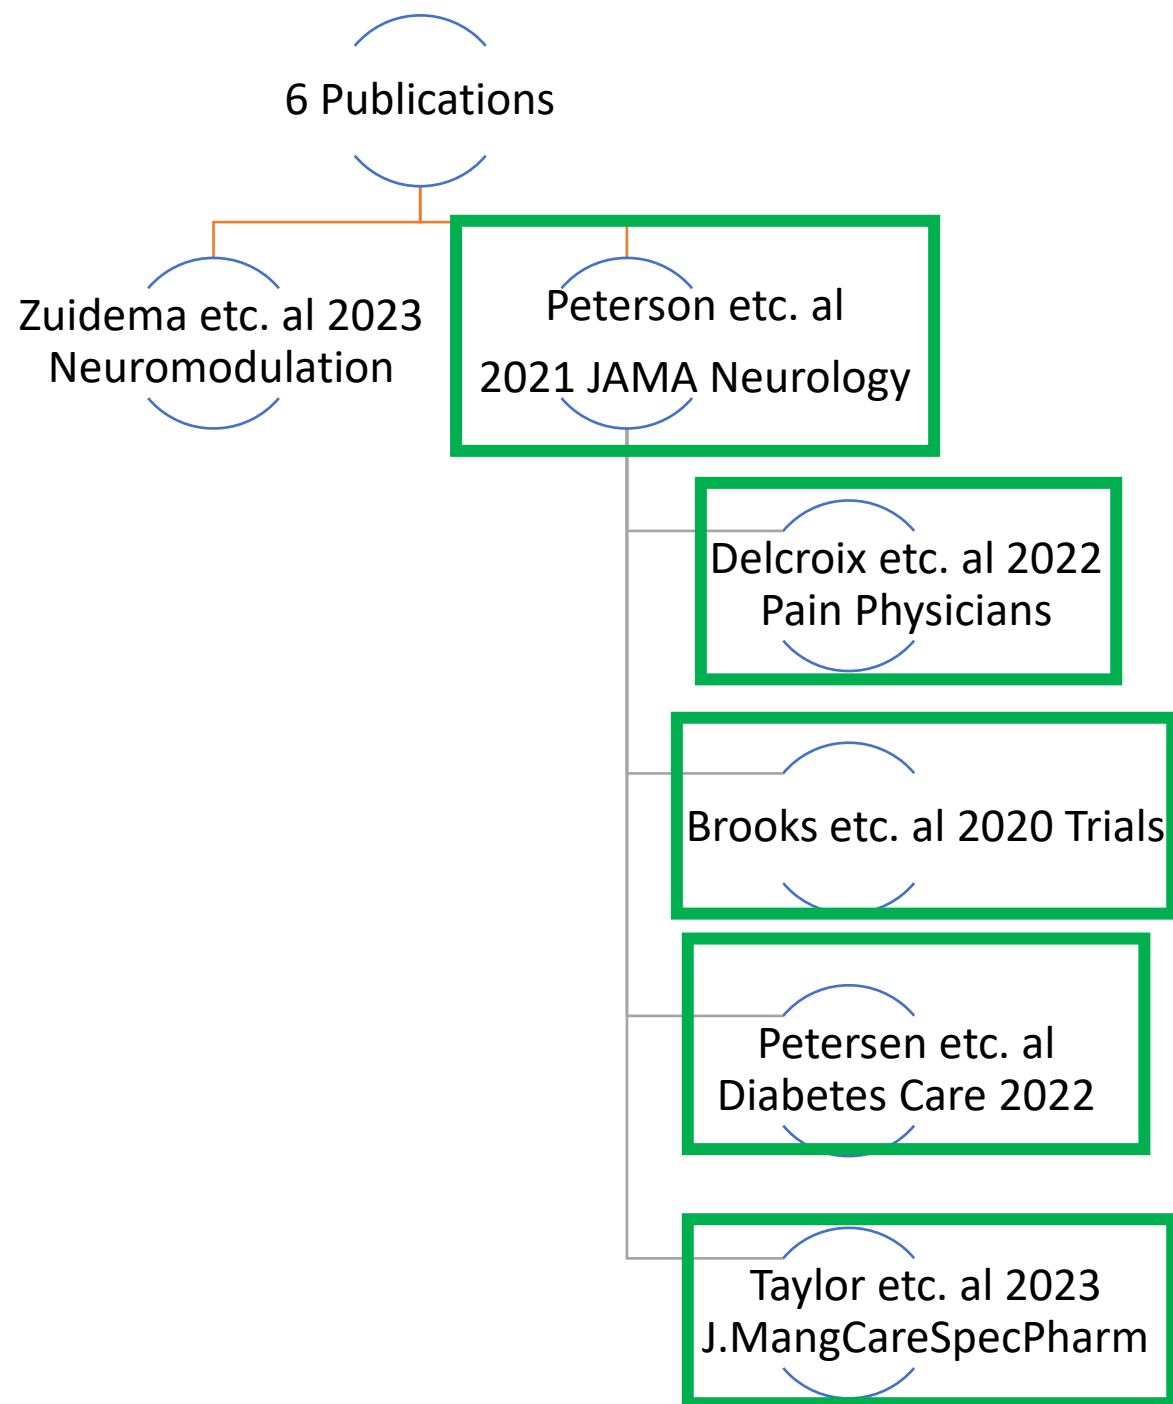 6 Publications
Zuidema etc. al 2023
Neuromodulation
Peterson etc. al
2021 JAMA Neurology
Delcroix etc. al 2022
Pain Physicians
Brooks etc. al 2020 Trials
Petersen etc. al
Diabetes Care 2022
Taylor etc. al 2023
J.MangCareSpecPharm